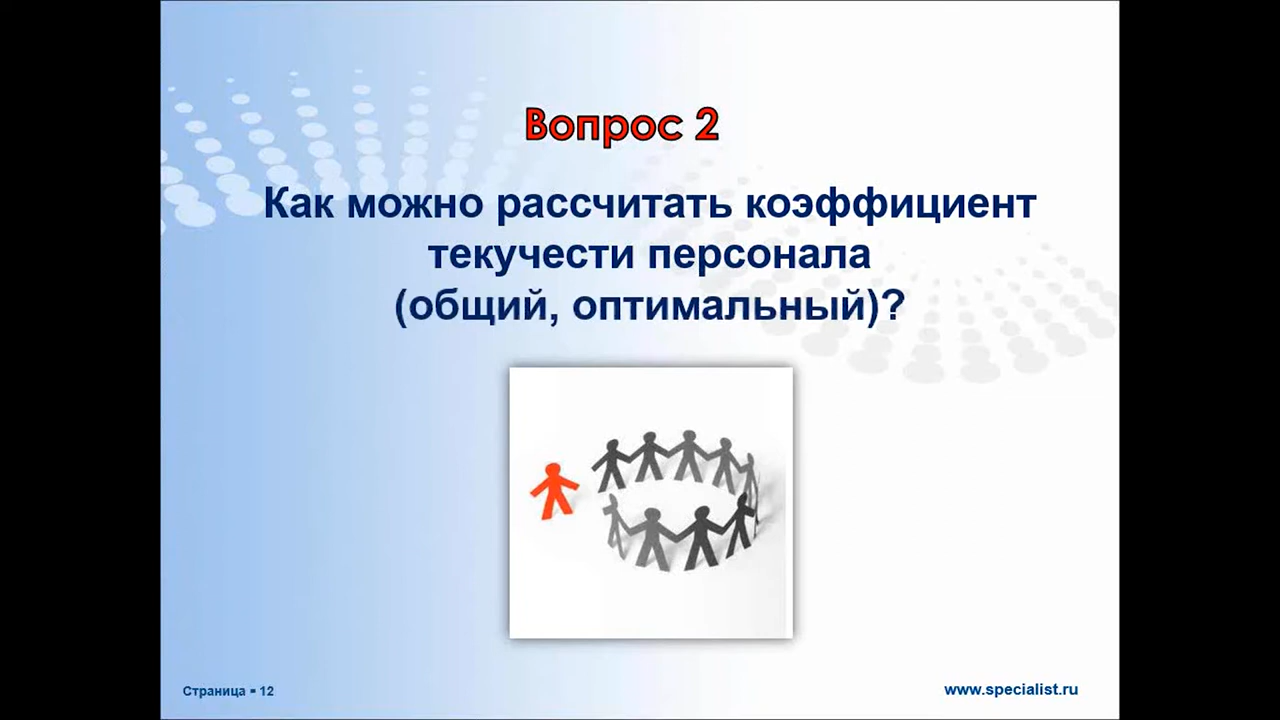 Вопрос 2
Как можно рассчитать коэффициент
текучести персонала
(общий, оптимальный)?
Страница ▪ 12
www.specialist.ru